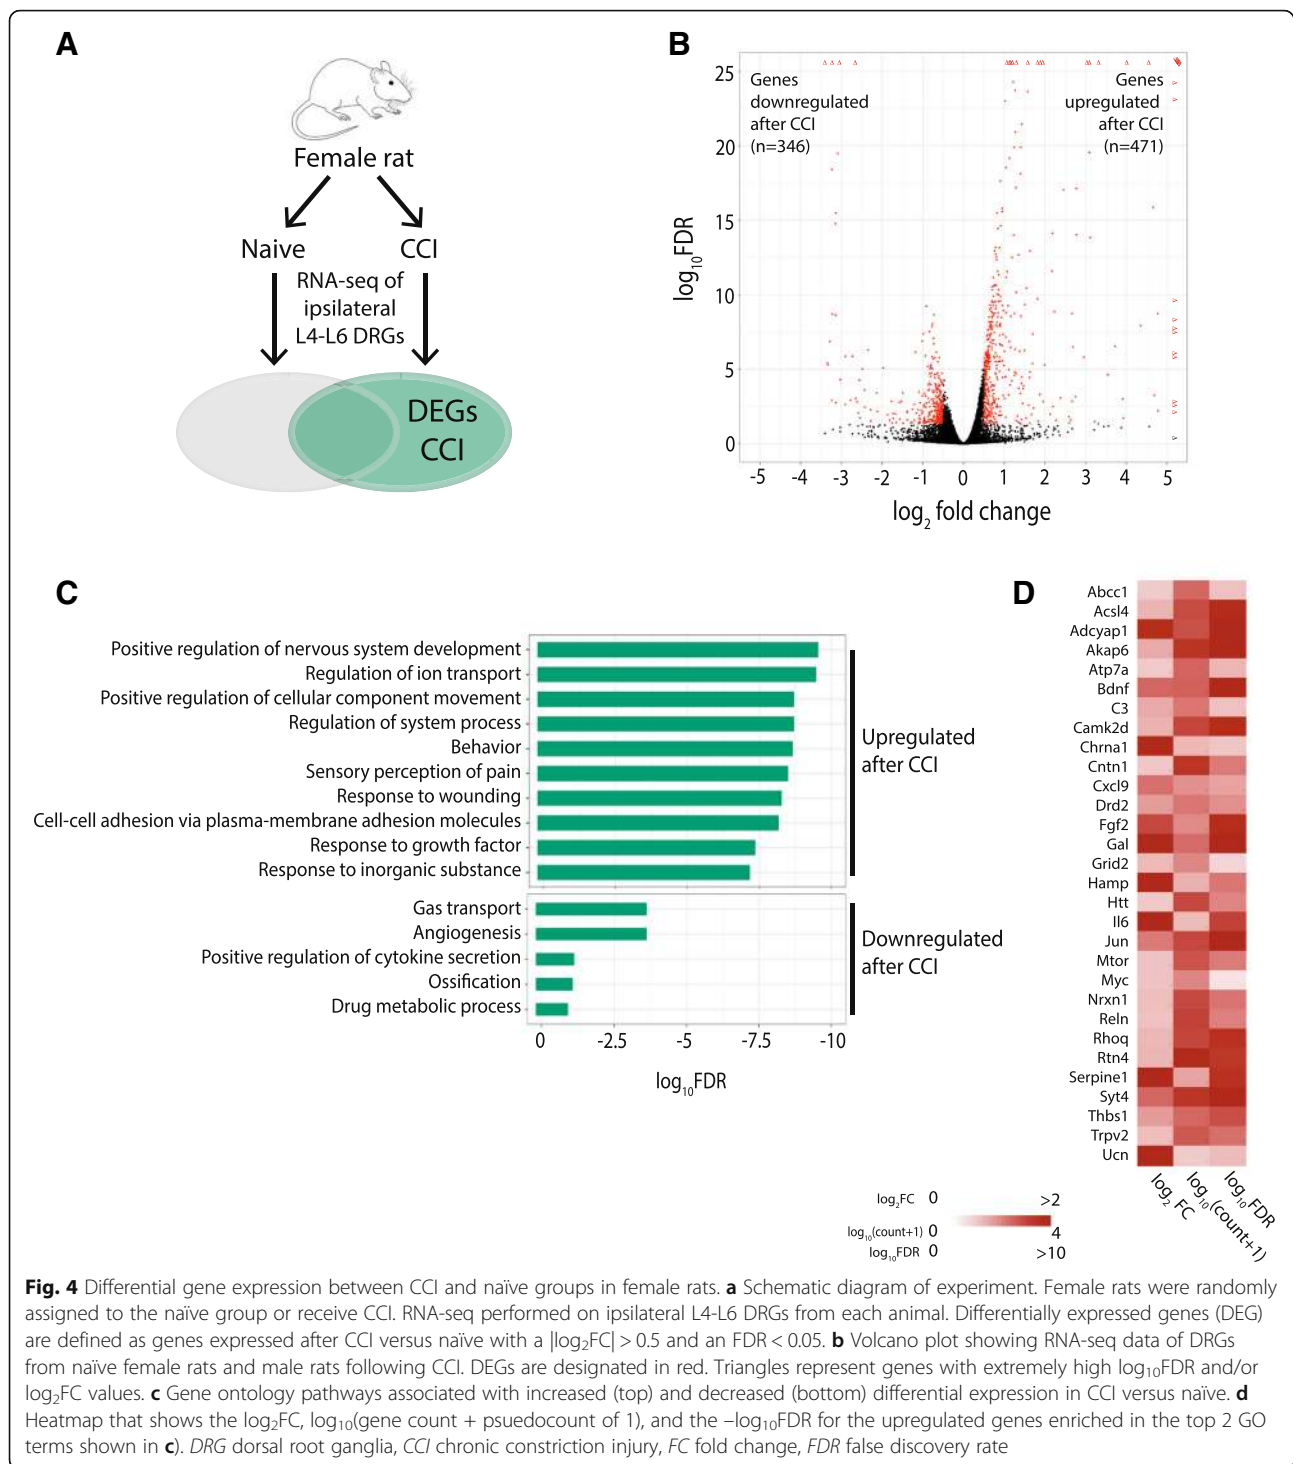 A
Female rat
Naive
CCI
RNA-seq of
ipsilateral
L4-L6 DRGs
DEGs
CCI
B
Genes
downregulated
after CCI
(n=346)
Genes
upregulated
after CCI
(n=471)
25
20
15
10
5
0
log10FDR
-5 -4 -3 -2 -1 0 1 2 3 4 5
log2 fold change
C
Positive regulation of nervous system development
Regulation of ion transport
Positive regulation of cellular component movement
Regulation of system process
Behavior
Sensory perception of pain
Response to wounding
Cell-cell adhesion via plasma-membrane adhesion molecules
Response to growth factor
Response to inorganic substance
Upregulated
after CCI
Gas transport
Angiogenesis
Positive regulation of cytokine secretion
Ossification
Drug metabolic process
Downregulated
after CCI
0 -2.5 -5 -7.5 -10
log10FDR
D
Abcc1
Acsl4
Adcyap1
Akap6
Atp7a
Bdnf
C3
Camk2d
Chrna1
Cntn1
Cxcl9
Drd2
Fgf2
Gal
Grid2
Hamp
Htt
Il6
Jun
Mtor
Myc
Nrxn1
Reln
Rhoq
Rtn4
Serpine1
Syt4
Thbs1
Trpv2
Ucn
log2 FC
log10 (count+1)
log10 FDR
log2FC 0 >2
log10(count+1) 0 4
log10FDR 0 >10
Fig. 4 Differential gene expression between CCI and naïve groups in female rats. a Schematic diagram of experiment. Female rats were randomly
assigned to the naïve group or receive CCI. RNA-seq performed on ipsilateral L4-L6 DRGs from each animal. Differentially expressed genes (DEG)
are defined as genes expressed after CCI versus naïve with a |log2FC| > 0.5 and an FDR < 0.05. b Volcano plot showing RNA-seq data of DRGs
from naïve female rats and male rats following CCI. DEGs are designated in red. Triangles represent genes with extremely high log10FDR and/or
log2FC values. c Gene ontology pathways associated with increased (top) and decreased (bottom) differential expression in CCI versus naïve. d
Heatmap that shows the log2FC, log10(gene count + psuedocount of 1), and the –log10FDR for the upregulated genes enriched in the top 2 GO
terms shown in c). DRG dorsal root ganglia, CCI chronic constriction injury, FC fold change, FDR false discovery rate